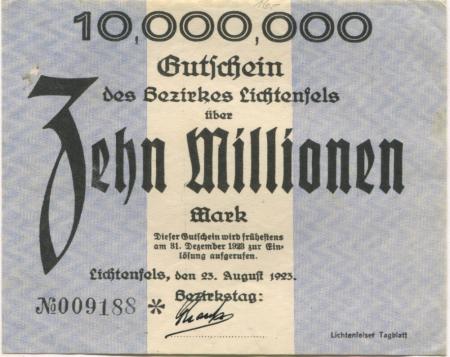 10,000,000
Gutschein
des Bezirkes Lichtenfels
über
Zehn Millionen
Mark
Dieser Gutschein wird frühestens
am 31. Dezember 1923 zur Ein-
lösung aufgerufen.
Lichtenfels, den 23. August 1923.
№009188 * Bezirkstag:
Lichtenfelser Tagblatt